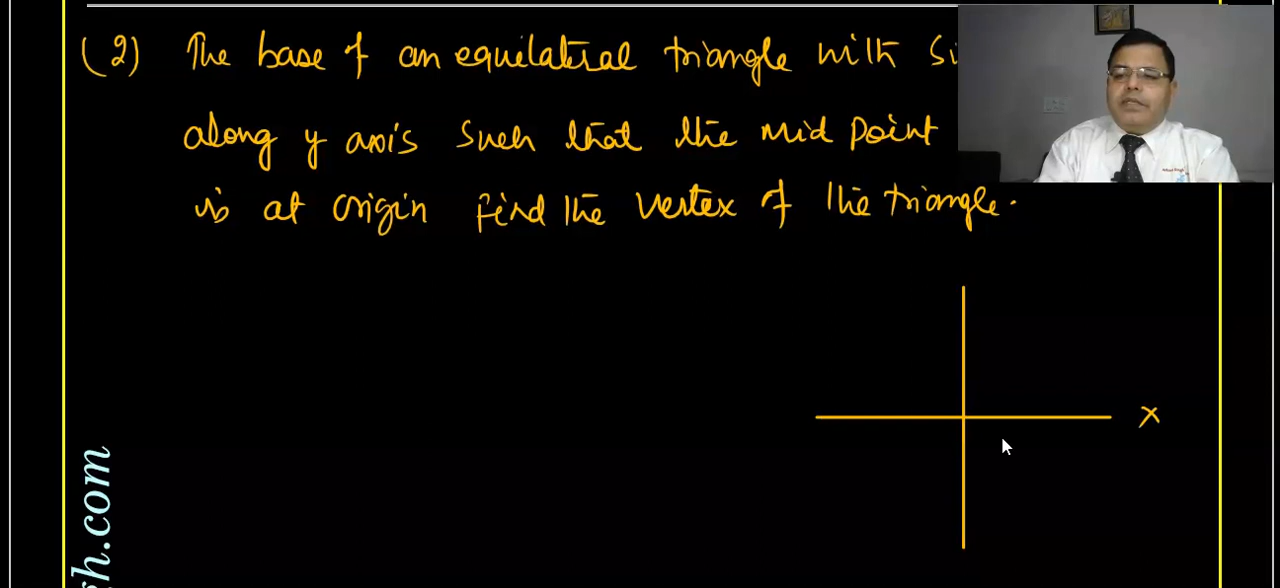 (2) The base of an equilateral triangle with
along y axis such that the mid point
is at origin find the vertex of the triangle.
X
sh.com